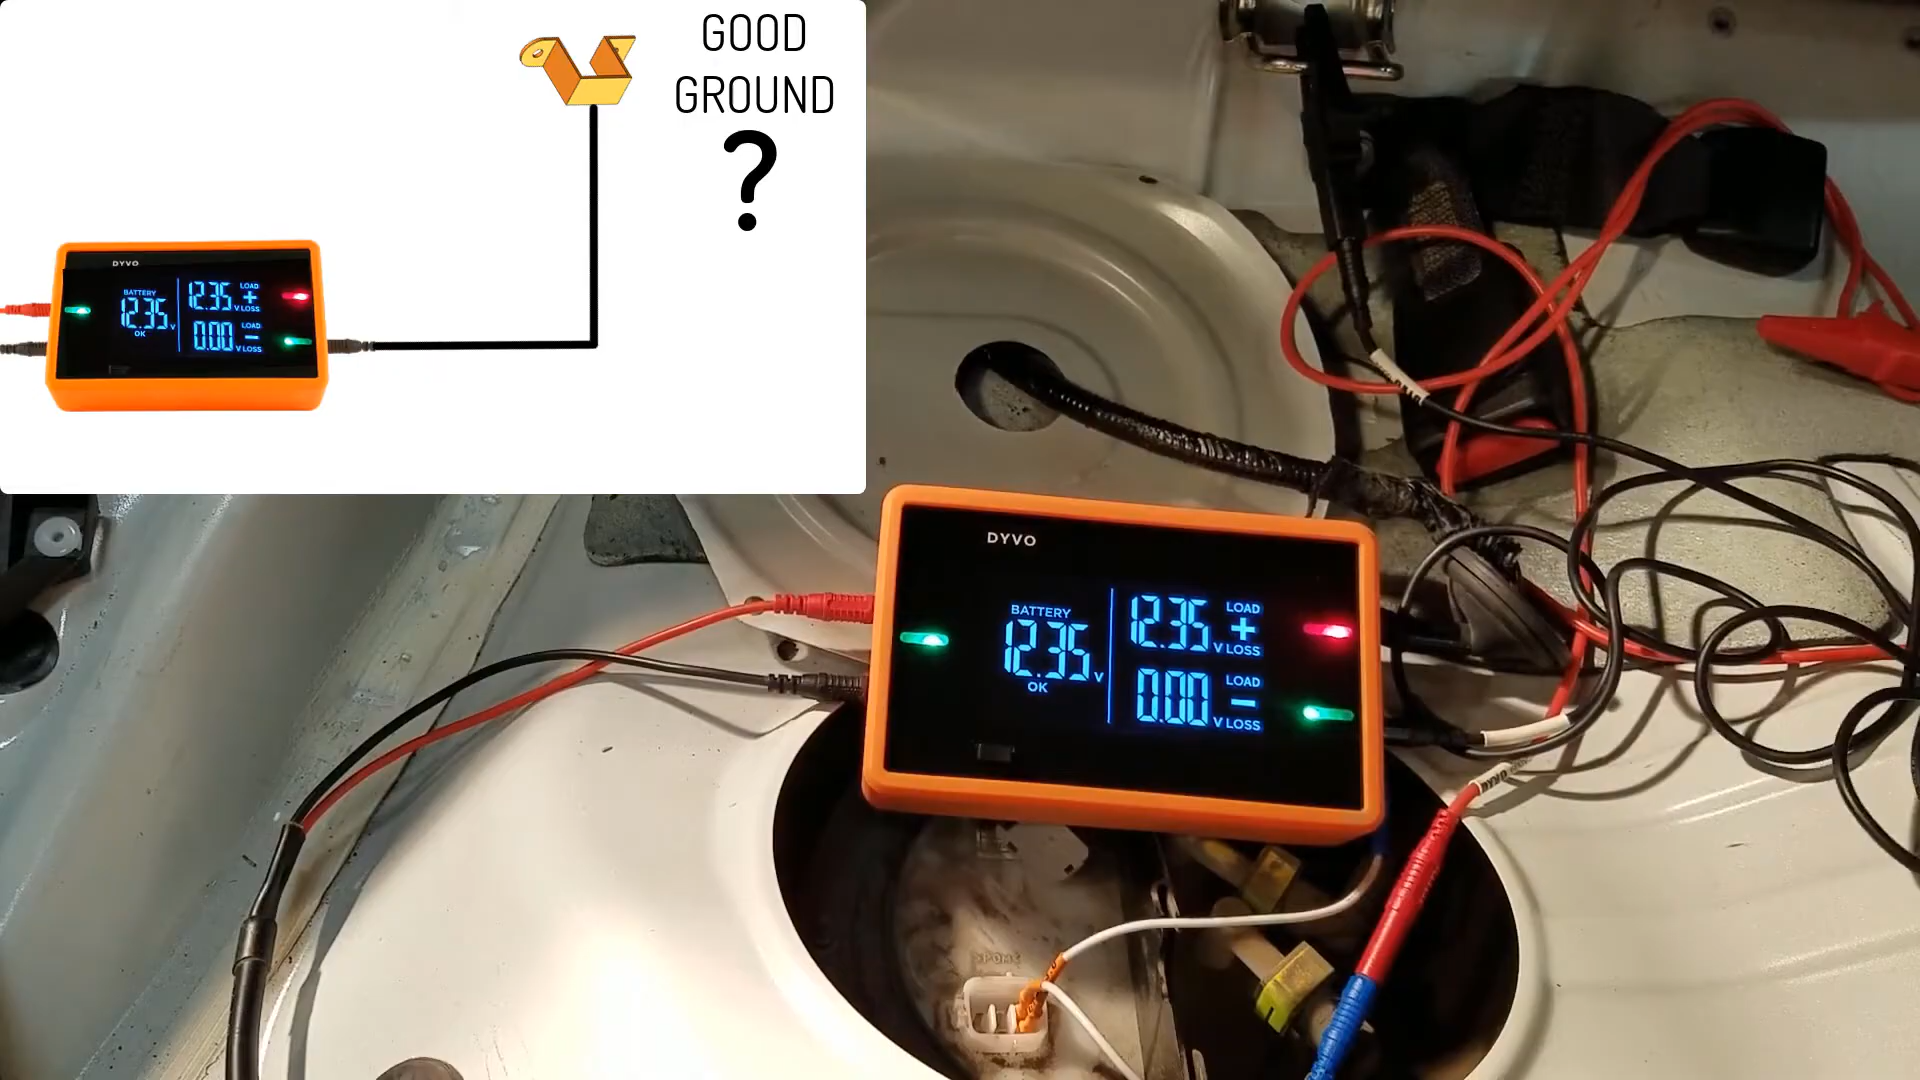 GOOD
GROUND
?
DYVO
BATTERY
12.35 V
OK
12.35 V
LOAD
+
LOSS
0.00 V
LOAD
-
LOSS
DYVO
BATTERY
12.35 V
OK
12.35 V
LOAD
+
LOSS
0.00 V
LOAD
-
LOSS
DYVO